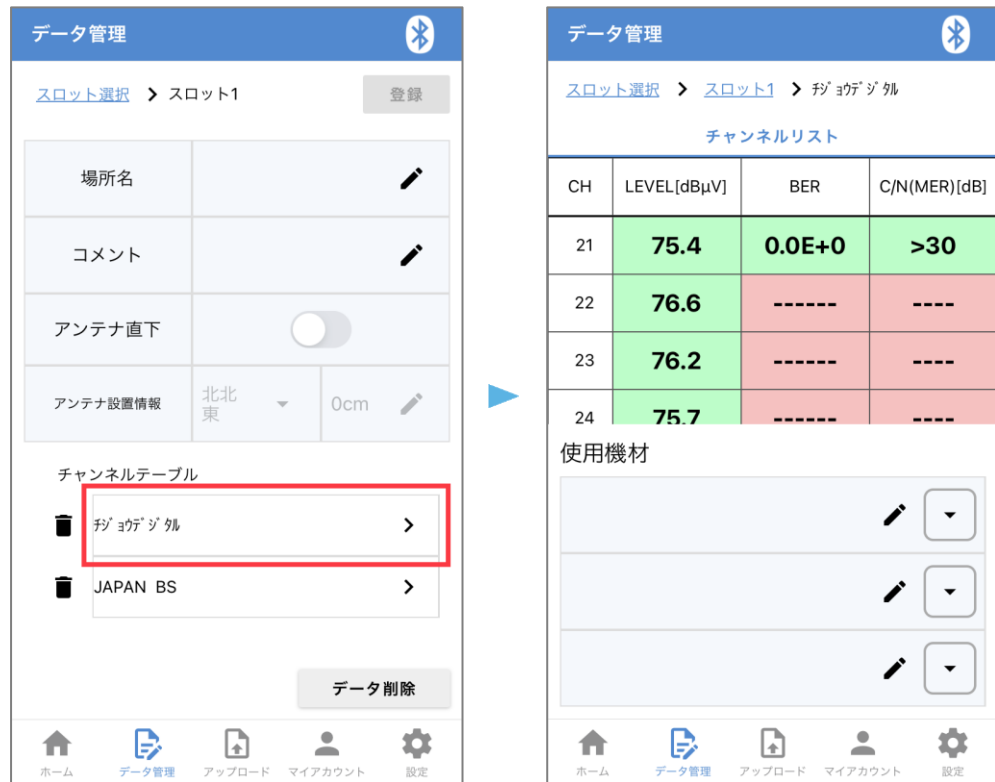 データ管理
スロット選択 > スロット1
登録
場所名
コメント
アンテナ直下
アンテナ設置情報 北北東 0cm
チャンネルテーブル
ﾁｼﾞｮｳﾃﾞｼﾞﾀﾙ
JAPAN BS
データ削除
ホーム データ管理 アップロード マイアカウント 設定
データ管理
スロット選択 > スロット1 > ﾁｼﾞｮｳﾃﾞｼﾞﾀﾙ
チャンネルリスト
CH LEVEL[dBμV] BER C/N(MER)[dB]
21 75.4 0.0E+0 >30
22 76.6 ------ ----
23 76.2 ------ ----
24 75.7 ------ ----
使用機材
ホーム データ管理 アップロード マイアカウント 設定